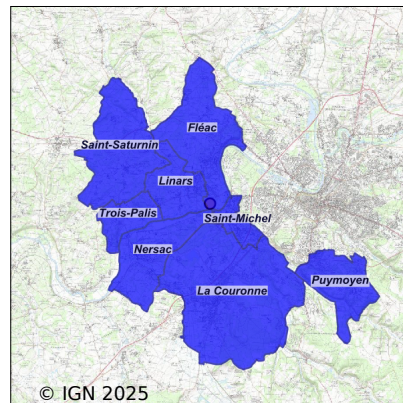 Fléac
Saint-Saturnin
Linars
Trois-Palis
Saint-Michel
Nersac
Puymoyen
La Couronne
© IGN 2025